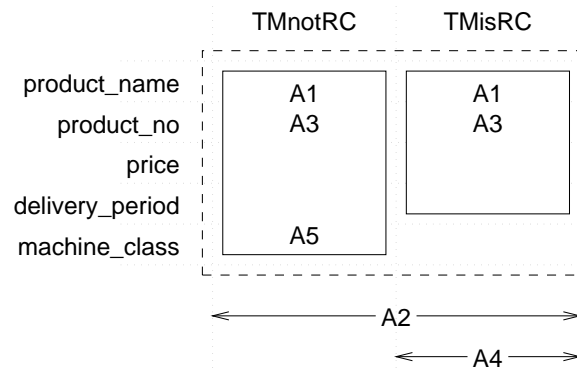 TMnotRC TMisRC
product_name A1 A1
product_no A3 A3
price
delivery_period
machine_class A5
A2
A4